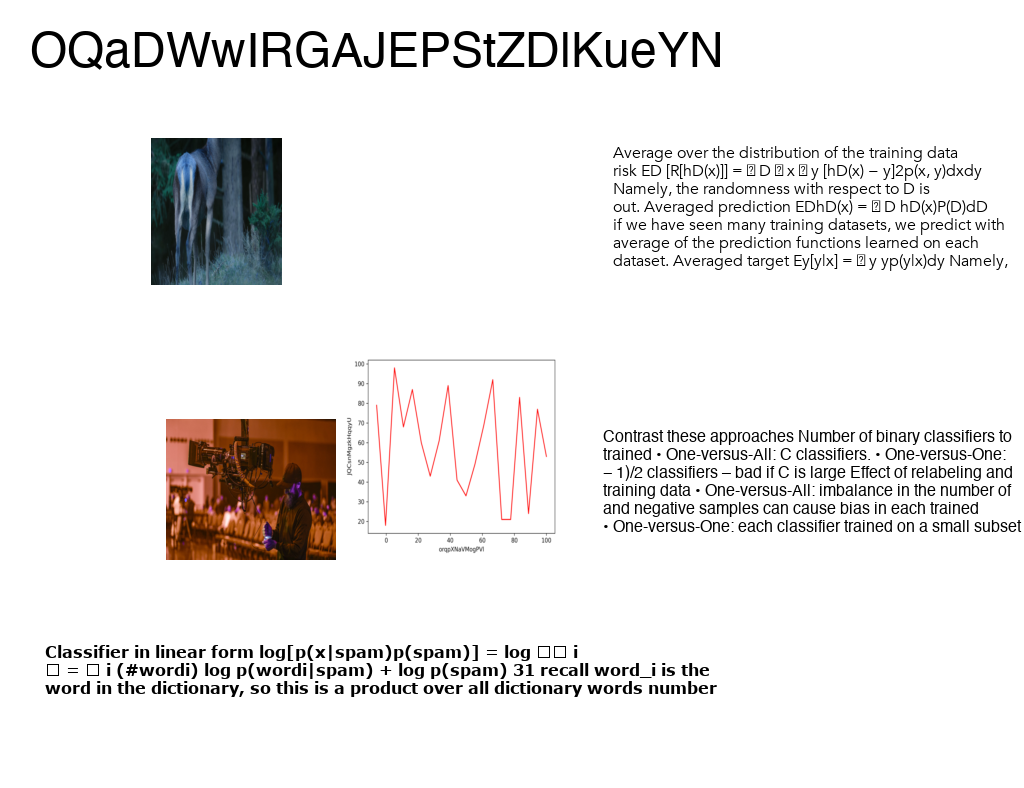 OQaDWwIRGAJEPStZDIKueYN
Average over the distribution of the training data
risk ED [R[hD(x)]] = D x y [hD(x) − y]2p(x, y)dxdy
Namely, the randomness with respect to D is
out. Averaged prediction EDhD(x) = D hD(x)P(D)dD
if we have seen many training datasets, we predict with
average of the prediction functions learned on each
dataset. Averaged target Ey[y|x] = y yp(y|x)dy Namely,
100
90
80
70
60
50
40
30
20
0 20 40 60 80 100
Contrast these approaches Number of binary classifiers to
trained • One-versus-All: C classifiers. • One-versus-One:
− 1)/2 classifiers – bad if C is large Effect of relabeling and
training data • One-versus-All: imbalance in the number of
and negative samples can cause bias in each trained
• One-versus-One: each classifier trained on a small subset
Classifier in linear form log[p(x|spam)p(spam)] = log i
= i (#wordi) log p(wordi|spam) + log p(spam) 31 recall word_i is the
word in the dictionary, so this is a product over all dictionary words number